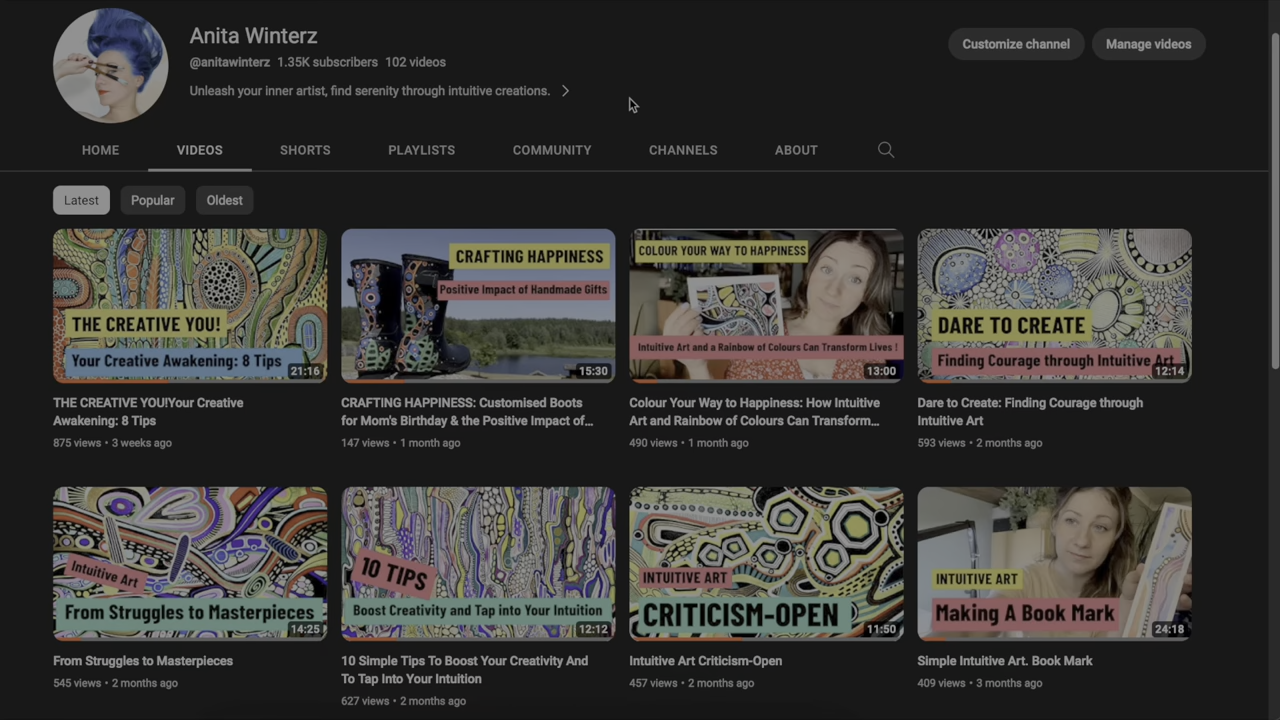 Anita Winterz
@anitawinterz 1.35K subscribers 102 videos
Unleash your inner artist, find serenity through intuitive creations.
Customize channel
Manage videos
HOME
VIDEOS
SHORTS
PLAYLISTS
COMMUNITY
CHANNELS
ABOUT
Latest
Popular
Oldest
THE CREATIVE YOU!
Your Creative Awakening: 8 Tips
21:16
THE CREATIVE YOU!Your Creative
Awakening: 8 Tips
875 views • 3 weeks ago
CRAFTING HAPPINESS
Positive Impact of Handmade Gifts
15:30
CRAFTING HAPPINESS: Customised Boots
for Mom's Birthday & the Positive Impact of...
147 views • 1 month ago
COLOUR YOUR WAY TO HAPPINESS
Intuitive Art and a Rainbow of Colours Can Transform Lives !
13:00
Colour Your Way to Happiness: How Intuitive
Art and Rainbow of Colours Can Transform...
490 views • 1 month ago
DARE TO CREATE
Finding Courage through Intuitive Art
12:14
Dare to Create: Finding Courage through
Intuitive Art
593 views • 2 months ago
Intuitive Art
From Struggles to Masterpieces
14:25
From Struggles to Masterpieces
545 views • 2 months ago
10 TIPS
Boost Creativity and Tap into Your Intuition
12:12
10 Simple Tips To Boost Your Creativity And
To Tap Into Your Intuition
627 views • 2 months ago
INTUITIVE ART
CRITICISM-OPEN
11:50
Intuitive Art Criticism-Open
457 views • 2 months ago
INTUITIVE ART
Making A Book Mark
24:18
Simple Intuitive Art. Book Mark
409 views • 3 months ago